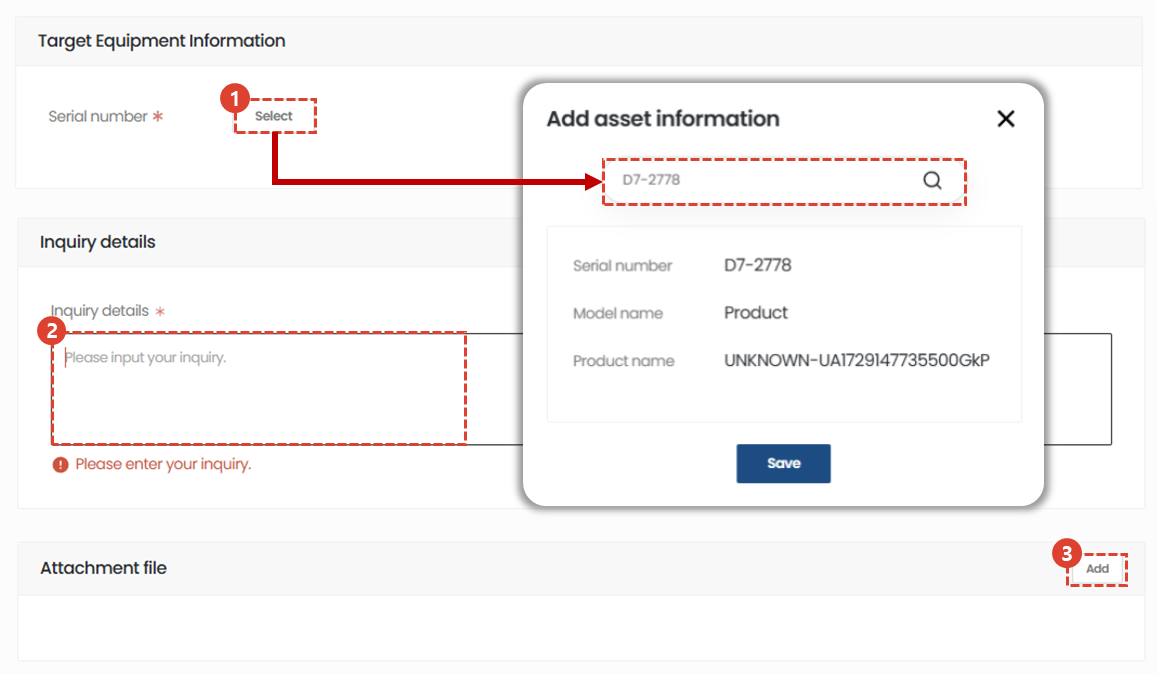 Target Equipment Information
Serial number *
1
Select
Add asset information
D7-2778
Serial number D7-2778
Model name Product
Product name UNKNOWN-UA1729147735500GkP
Save
Inquiry details
Inquiry details *
2
Please input your inquiry.
Please enter your inquiry.
Attachment file
3
Add